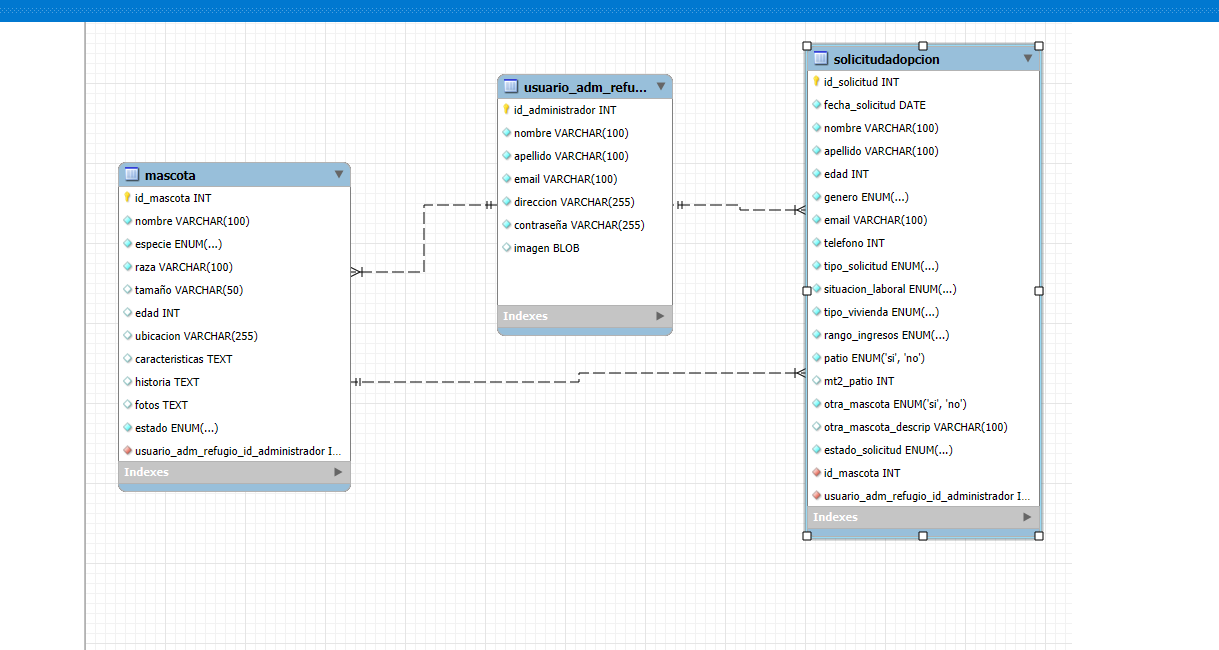 mascota
id_mascota INT
nombre VARCHAR(100)
especie ENUM(...)
raza VARCHAR(100)
tamaño VARCHAR(50)
edad INT
ubicacion VARCHAR(255)
caracteristicas TEXT
historia TEXT
fotos TEXT
estado ENUM(...)
usuario_adm_refugio_id_administrador I...
Indexes
usuario_adm_refu...
id_administrador INT
nombre VARCHAR(100)
apellido VARCHAR(100)
email VARCHAR(100)
direccion VARCHAR(255)
contraseña VARCHAR(255)
imagen BLOB
Indexes
solicitudadopcion
id_solicitud INT
fecha_solicitud DATE
nombre VARCHAR(100)
apellido VARCHAR(100)
edad INT
genero ENUM(...)
email VARCHAR(100)
telefono INT
tipo_solicitud ENUM(...)
situacion_laboral ENUM(...)
tipo_vivienda ENUM(...)
rango_ingresos ENUM(...)
patio ENUM('si', 'no')
mt2_patio INT
otra_mascota ENUM('si', 'no')
otra_mascota_descrip VARCHAR(100)
estado_solicitud ENUM(...)
id_mascota INT
usuario_adm_refugio_id_administrador I...
Indexes